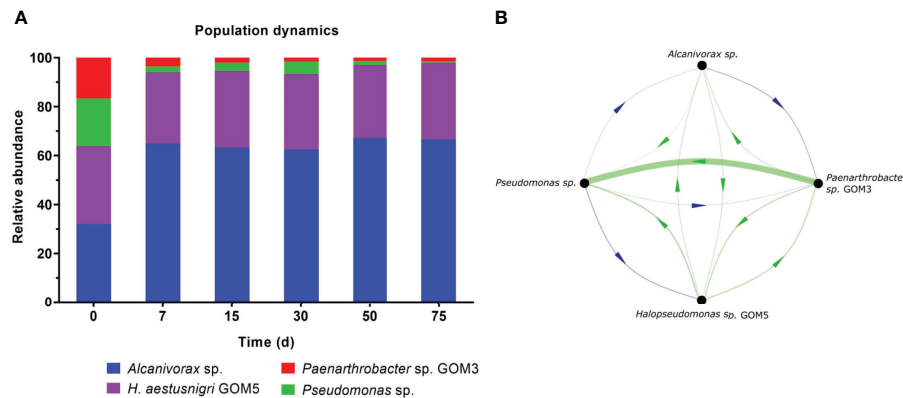 A
Population dynamics
Relative abundance
100
80
60
40
20
0
0 7 15 30 50 75
Time (d)
Alcanivorax sp.
Paenarthrobacter sp. GOM3
H. aestusnigri GOM5
Pseudomonas sp.
B
Alcanivorax sp.
Pseudomonas sp.
Paenarthrobacte
sp. GOM3
Halopseudomonas sp. GOM5